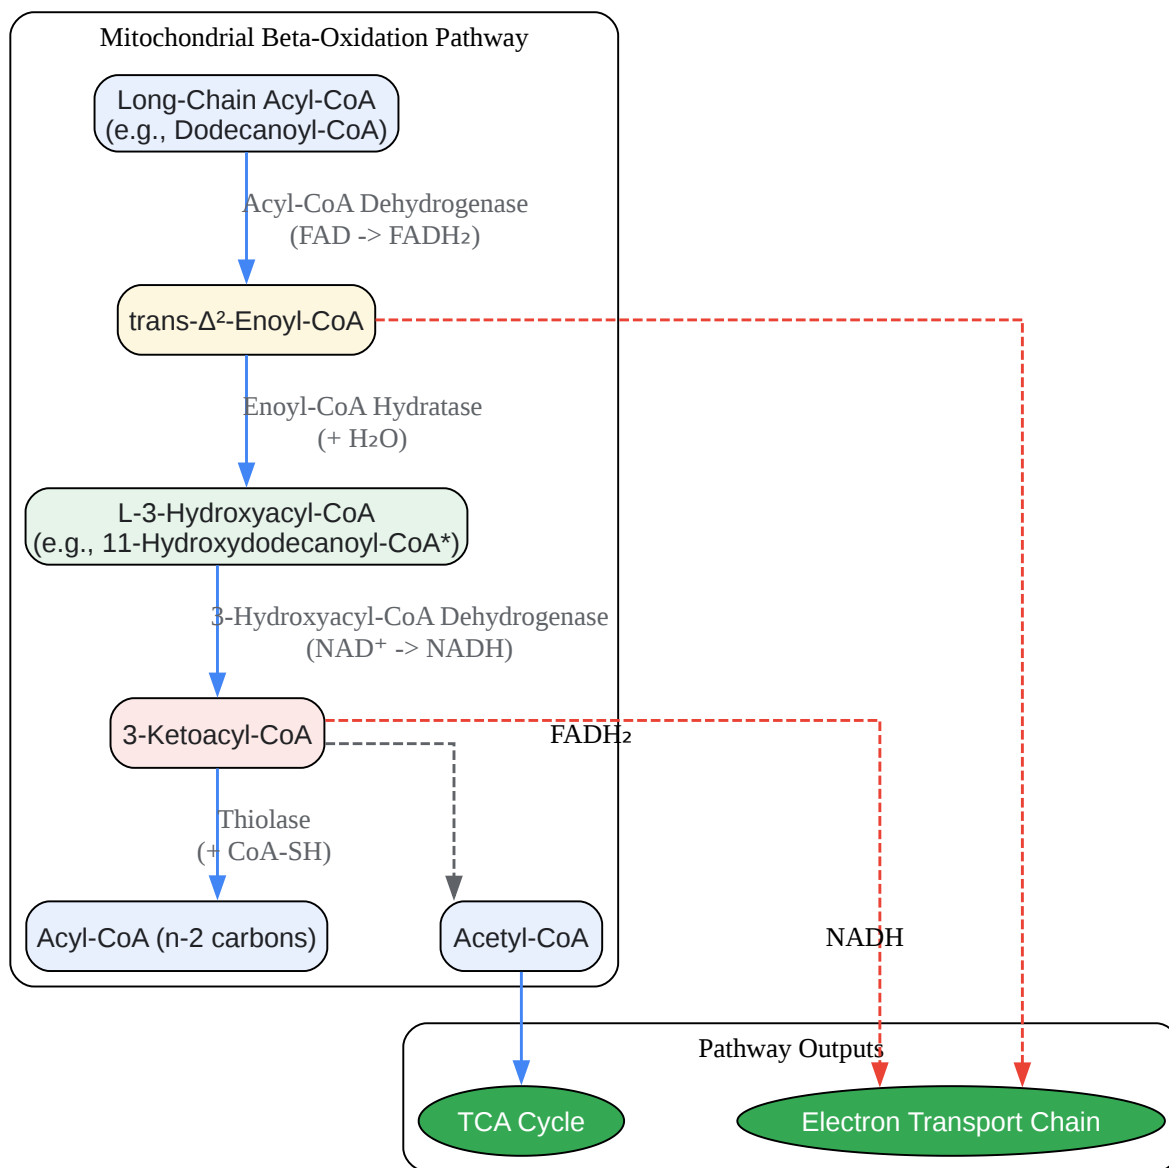 Mitochondrial Beta-Oxidation Pathway
Long-Chain Acyl-CoA
(e.g., Dodecanoyl-CoA)
Acyl-CoA Dehydrogenase
(FAD -> FADH₂)
trans-Δ²-Enoyl-CoA
Enoyl-CoA Hydratase
(+ H₂O)
L-3-Hydroxyacyl-CoA
(e.g., 11-Hydroxydodecanoyl-CoA*)
3-Hydroxyacyl-CoA Dehydrogenase
(NAD⁺ -> NADH)
3-Ketoacyl-CoA
FADH₂
Thiolase
(+ CoA-SH)
Acyl-CoA (n-2 carbons)
Acetyl-CoA
NADH
Pathway Outputs
TCA Cycle
Electron Transport Chain